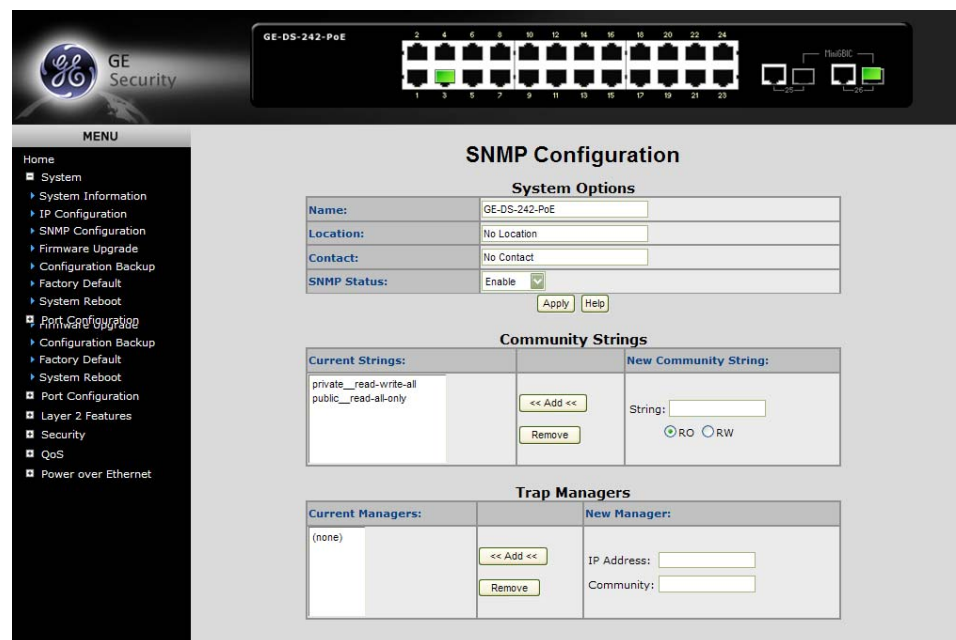 GE-DS-242-PoE
2 4 6 8 10 12 14 16 18 20 22 24
MiniGBIC
GE
Security
1 3 5 7 9 11 13 15 17 19 21 23
25 26
MENU
Home
System
System Information
IP Configuration
SNMP Configuration
Firmware Upgrade
Configuration Backup
Factory Default
System Reboot
Port Configuration
Firmware Upgrade
Configuration Backup
Factory Default
System Reboot
Port Configuration
Layer 2 Features
Security
QoS
Power over Ethernet
SNMP Configuration
System Options
Name: GE-DS-242-PoE
Location: No Location
Contact: No Contact
SNMP Status: Enable
Apply Help
Community Strings
Current Strings: New Community String:
private__read-write-all
public__read-all-only
<< Add <<
Remove
String:
RO RW
Trap Managers
Current Managers: New Manager:
(none)
<< Add <<
Remove
IP Address:
Community: